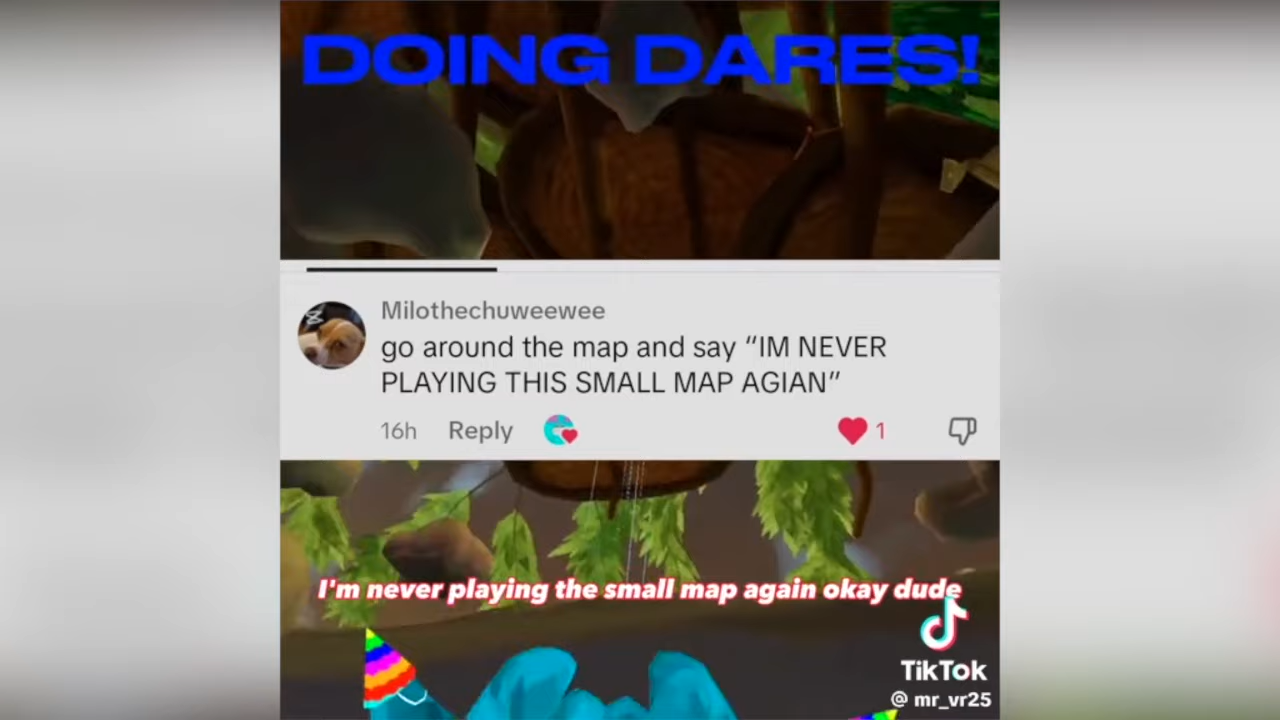 DOING DARES!
Milothechuweewee
go around the map and say “IM NEVER
PLAYING THIS SMALL MAP AGIAN”
16h Reply 1
I'm never playing the small map again okay dude
TikTok
@ mr_vr25